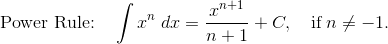 Power Rule: ∫ xⁿ dx = xⁿ⁺¹/(n + 1) + C, if n ≠ −1.